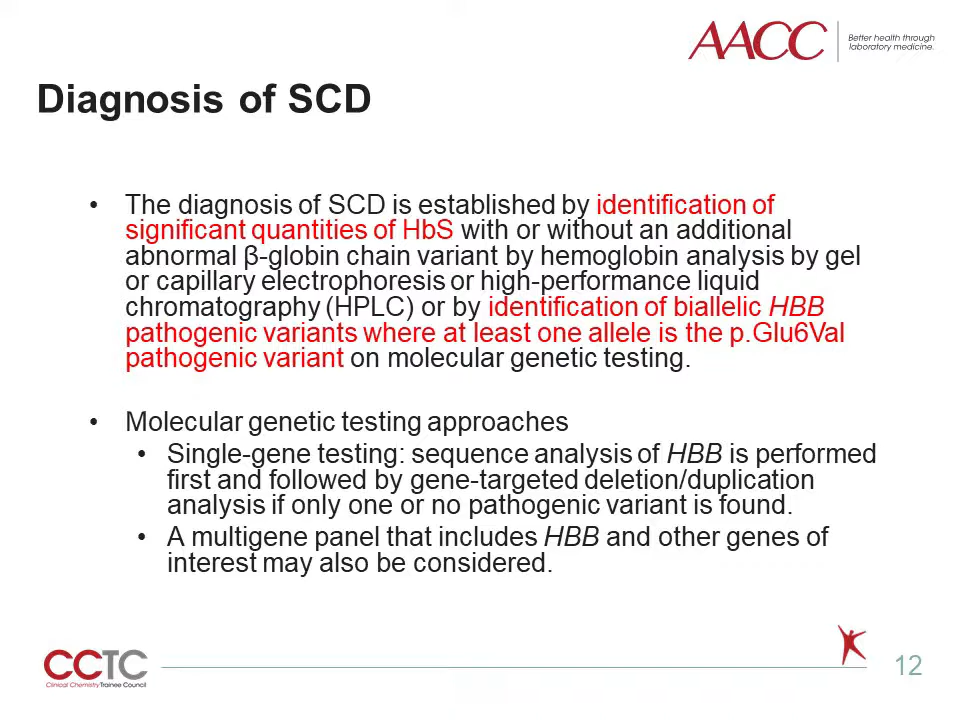 AACC
Better health through
laboratory medicine.
Diagnosis of SCD
• The diagnosis of SCD is established by identification of
significant quantities of HbS with or without an additional
abnormal β-globin chain variant by hemoglobin analysis by gel
or capillary electrophoresis or high-performance liquid
chromatography (HPLC) or by identification of biallelic HBB
pathogenic variants where at least one allele is the p.Glu6Val
pathogenic variant on molecular genetic testing.
• Molecular genetic testing approaches
• Single-gene testing: sequence analysis of HBB is performed
first and followed by gene-targeted deletion/duplication
analysis if only one or no pathogenic variant is found.
• A multigene panel that includes HBB and other genes of
interest may also be considered.
CCTC
Clinical Chemistry Trainee Council
12